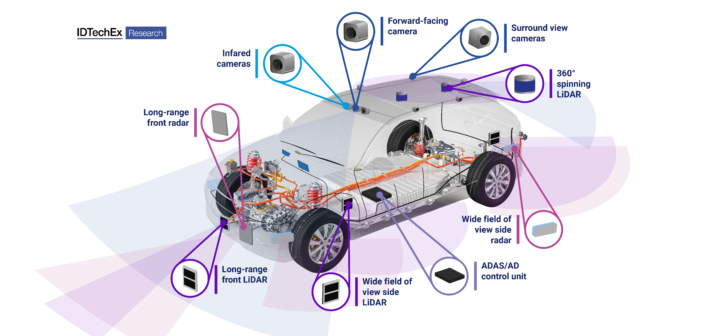 IDTechEx Research
Forward-facing
camera
Surround view
cameras
Infared
cameras
360°
spinning
LiDAR
Long-range
front radar
Wide field of
view side
radar
Long-range
front LiDAR
Wide field of
view side
LiDAR
ADAS/AD
control unit